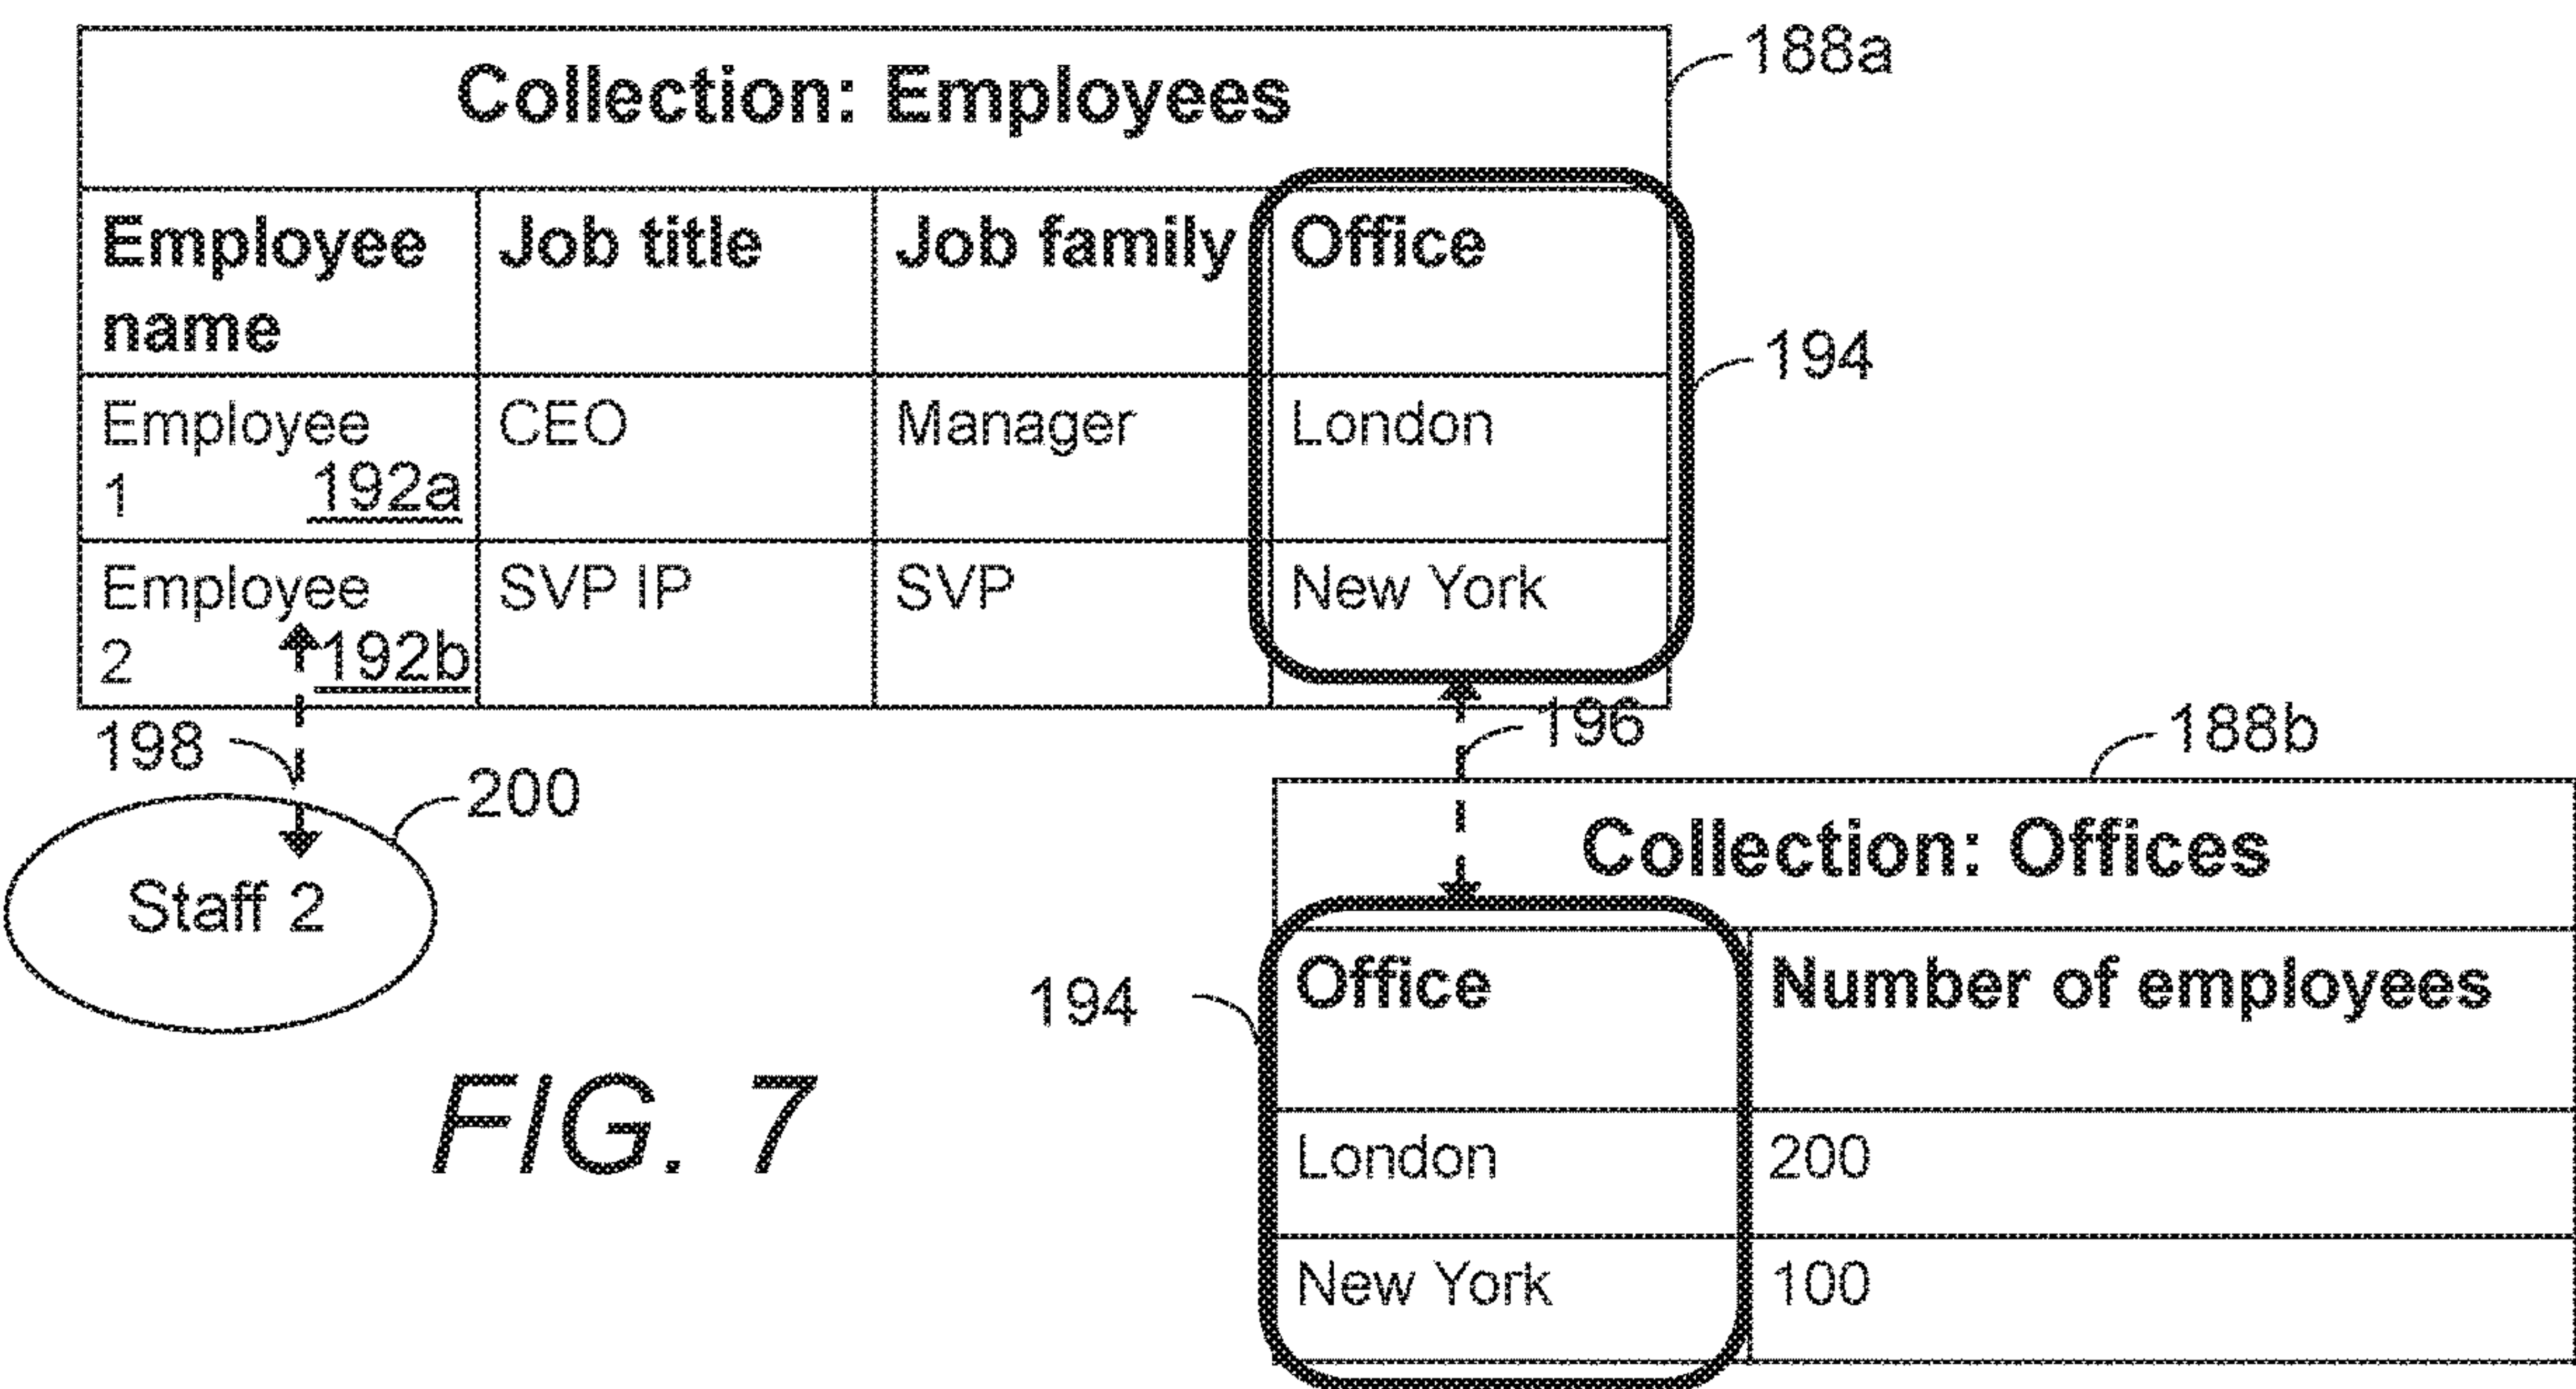 Collection: Employees
188a
Employee name
Job title
Job family
Office
194
Employee 1
192a
CEO
Manager
London
Employee 2
192b
SVP IP
SVP
New York
198
196
200
Staff 2
188b
Collection: Offices
194
Office
Number of employees
London
200
New York
100
FIG. 7